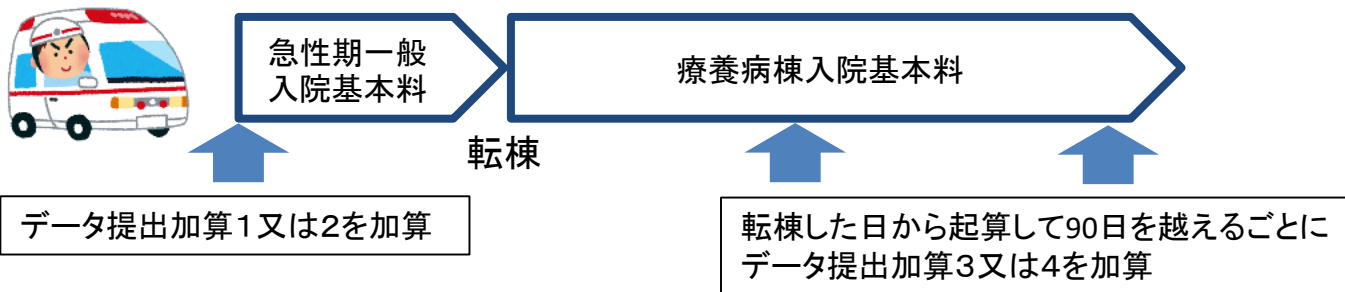 急性期一般
入院基本料
療養病棟入院基本料
転棟
データ提出加算1又は2を加算
転棟した日から起算して90日を越えるごとに
データ提出加算3又は4を加算